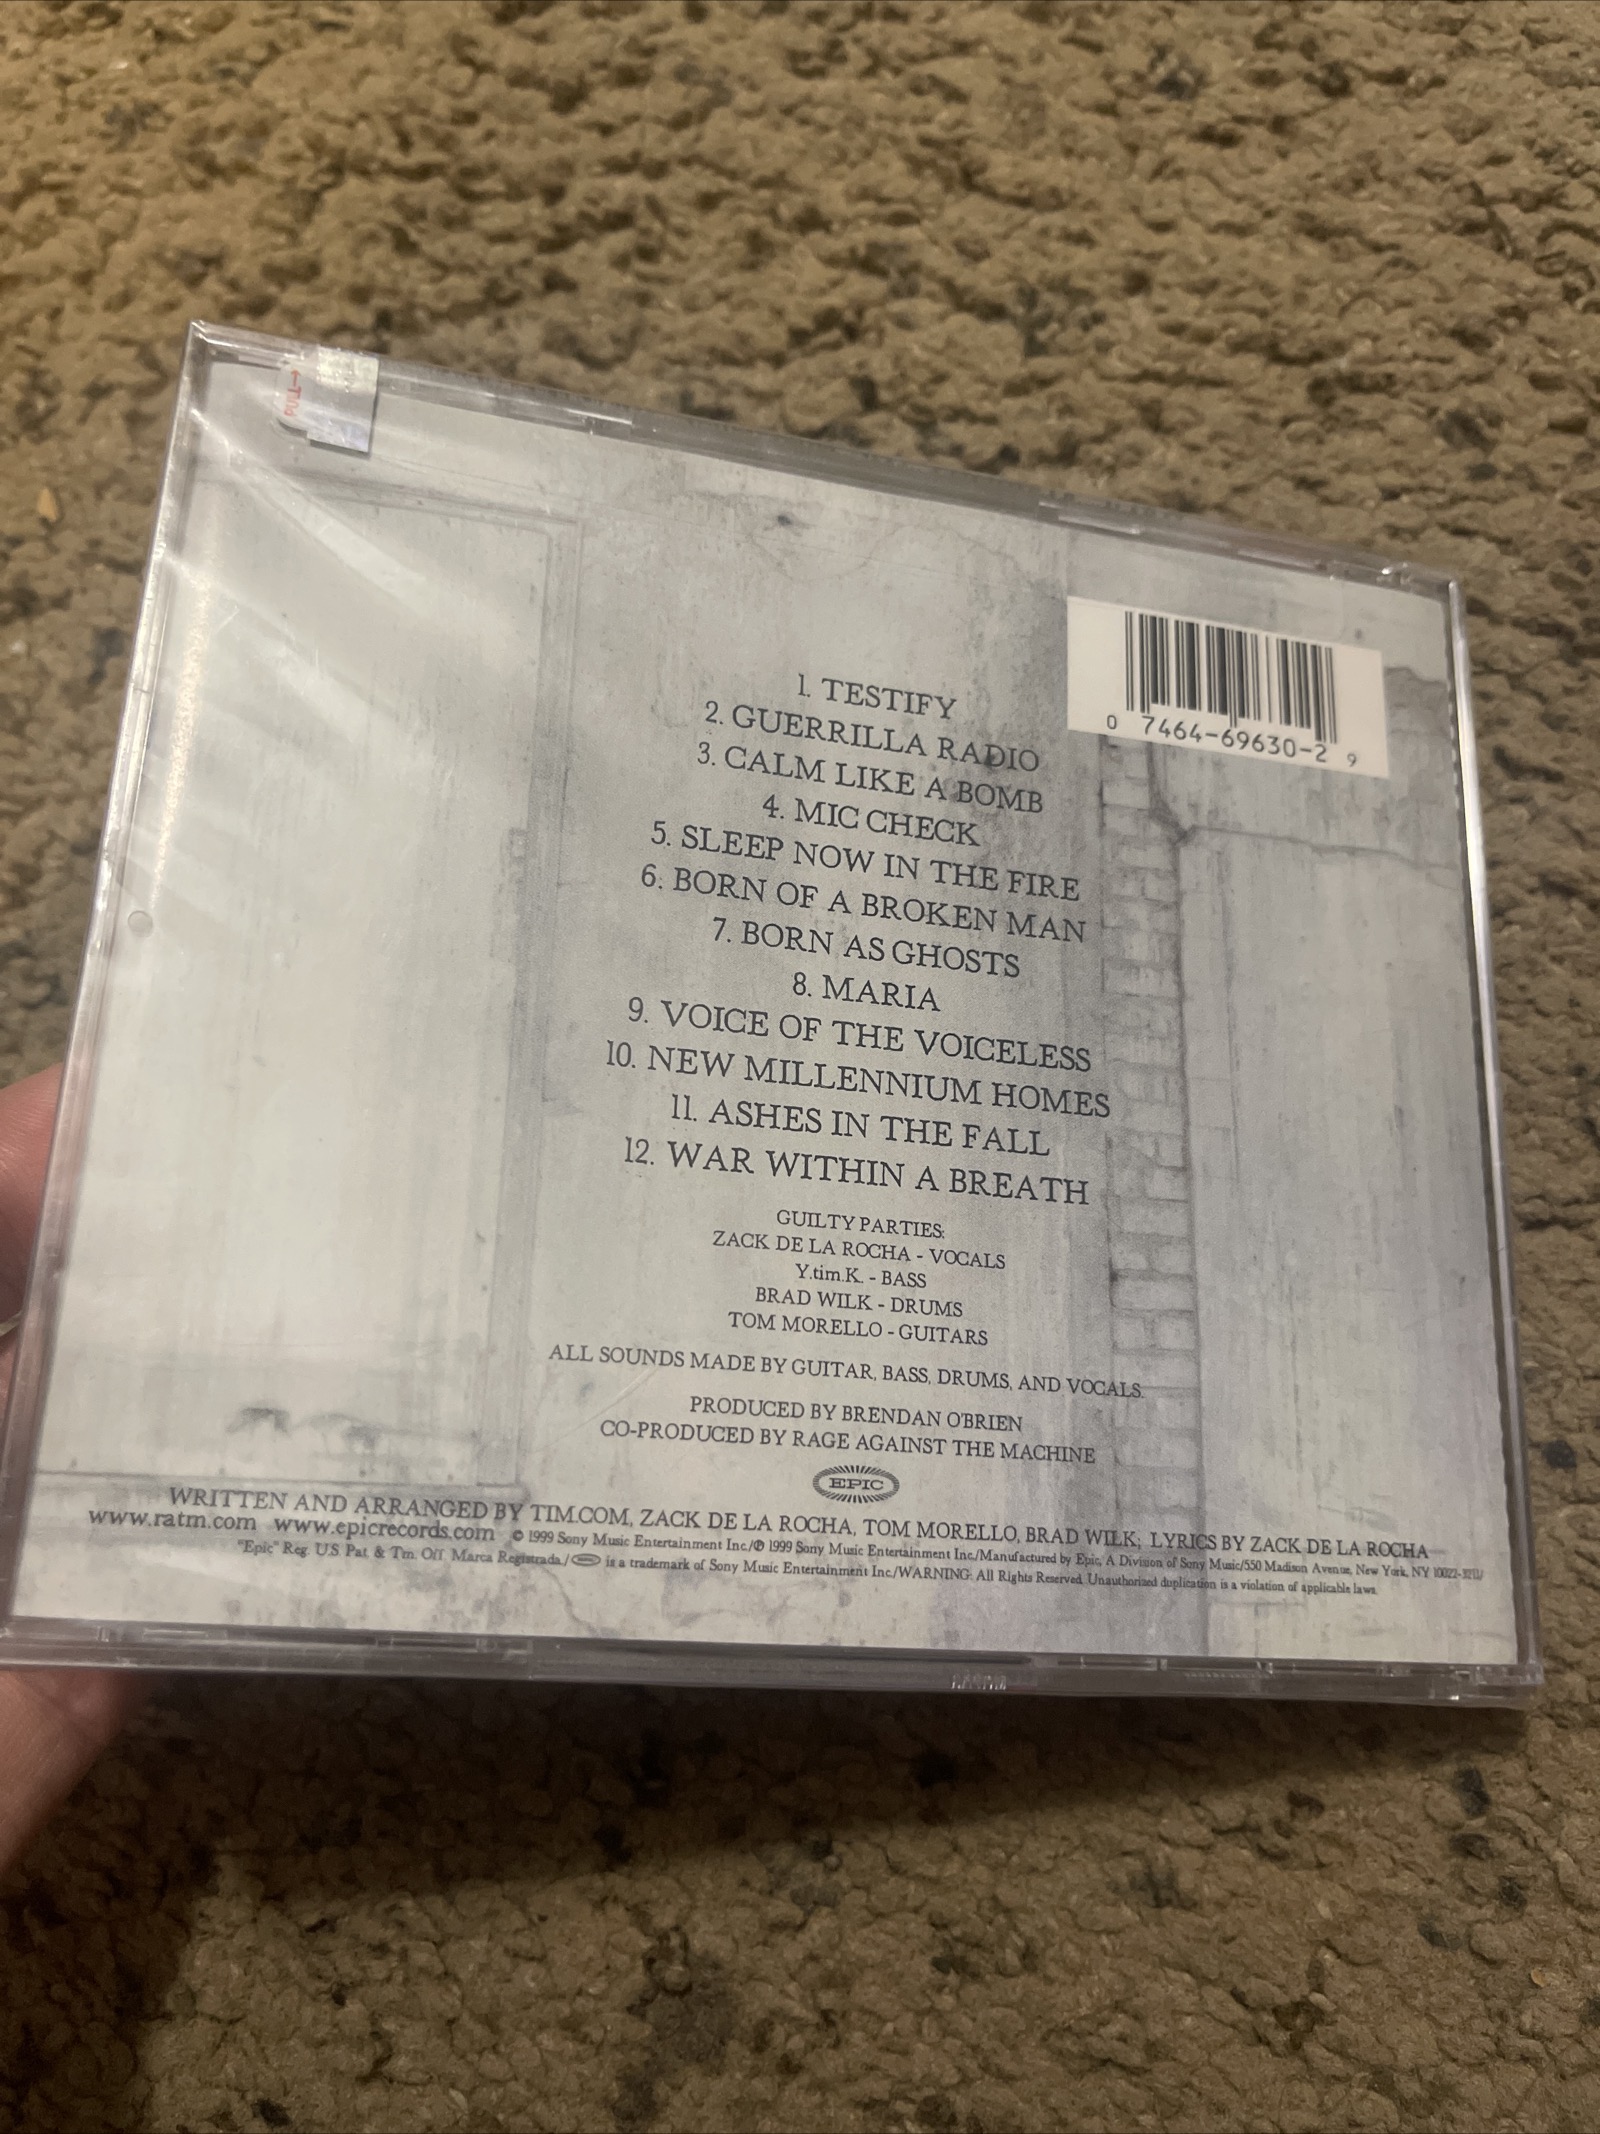 PULL→
0 7464-69630-2 9
1. TESTIFY
2. GUERRILLA RADIO
3. CALM LIKE A BOMB
4. MIC CHECK
5. SLEEP NOW IN THE FIRE
6. BORN OF A BROKEN MAN
7. BORN AS GHOSTS
8. MARIA
9. VOICE OF THE VOICELESS
10. NEW MILLENNIUM HOMES
11. ASHES IN THE FALL
12. WAR WITHIN A BREATH
GUILTY PARTIES:
ZACK DE LA ROCHA - VOCALS
Y.tim.K. - BASS
BRAD WILK - DRUMS
TOM MORELLO - GUITARS
ALL SOUNDS MADE BY GUITAR, BASS, DRUMS, AND VOCALS.
PRODUCED BY BRENDAN O'BRIEN
CO-PRODUCED BY RAGE AGAINST THE MACHINE
EPIC
WRITTEN AND ARRANGED BY TIM.COM, ZACK DE LA ROCHA, TOM MORELLO, BRAD WILK; LYRICS BY ZACK DE LA ROCHA
www.ratm.com www.epicrecords.com © 1999 Sony Music Entertainment Inc./℗ 1999 Sony Music Entertainment Inc./Manufactured by Epic, A Division of Sony Music/550 Madison Avenue, New York, NY
"Epic" Reg. U.S. Pat. & Tm. Off. Marca Registrada./ is a trademark of Sony Music Entertainment Inc./WARNING: All Rights Reserved. Unauthorized duplication is a violation of applicable laws.